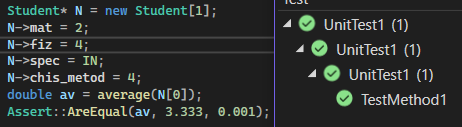 Student* N = new Student[1];
N->mat = 2;
N->fiz = 4;
N->spec = IN;
N->chis_metod = 4;
double av = average(N[0]);
Assert::AreEqual(av, 3.333, 0.001);
UnitTest1 (1)
UnitTest1 (1)
UnitTest1 (1)
TestMethod1